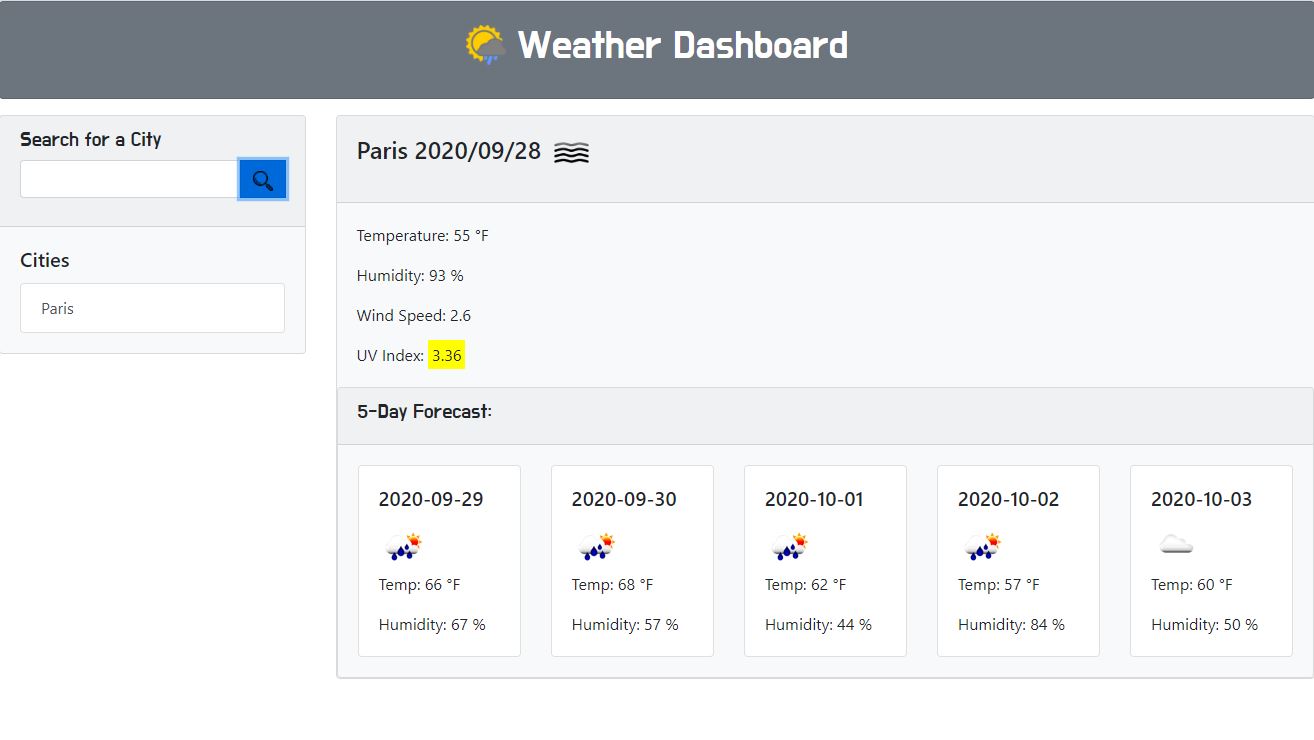 Weather Dashboard
Search for a City
Cities
Paris
Paris 2020/09/28
Temperature: 55 °F
Humidity: 93 %
Wind Speed: 2.6
UV Index: 3.36
5-Day Forecast:
2020-09-29
Temp: 66 °F
Humidity: 67 %
2020-09-30
Temp: 68 °F
Humidity: 57 %
2020-10-01
Temp: 62 °F
Humidity: 44 %
2020-10-02
Temp: 57 °F
Humidity: 84 %
2020-10-03
Temp: 60 °F
Humidity: 50 %